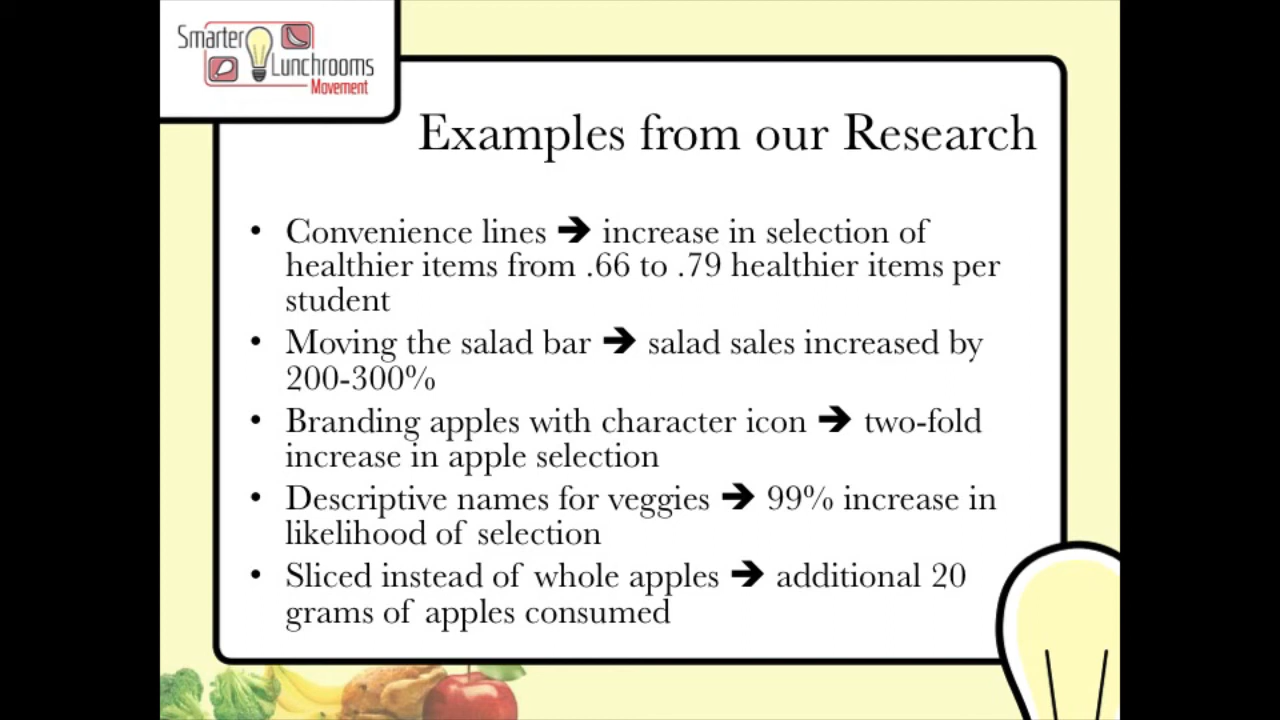 Smarter
Lunchrooms
Movement
Examples from our Research
• Convenience lines ➔ increase in selection of
healthier items from .66 to .79 healthier items per
student
• Moving the salad bar ➔ salad sales increased by
200-300%
• Branding apples with character icon ➔ two-fold
increase in apple selection
• Descriptive names for veggies ➔ 99% increase in
likelihood of selection
• Sliced instead of whole apples ➔ additional 20
grams of apples consumed